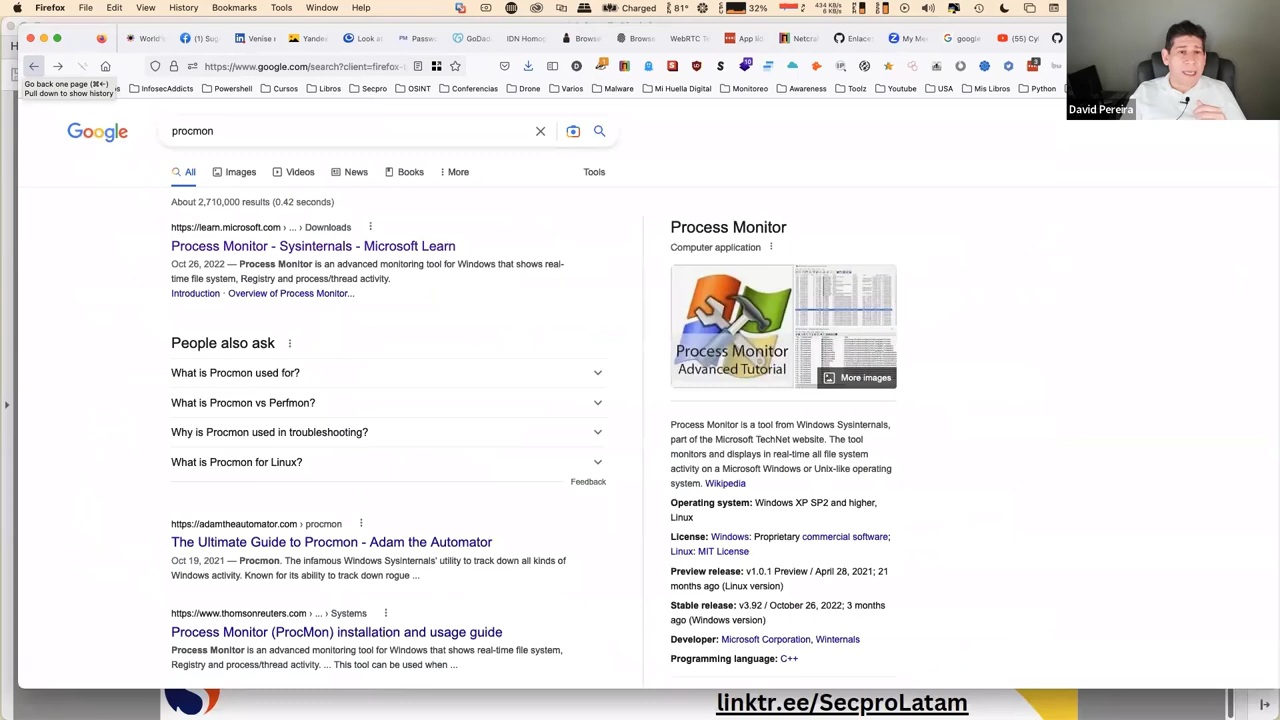 Firefox File Edit View History Bookmarks Tools Window Help
Charged 81° 32% 434 KB/s
World's (1) Sug Venise Yande Look at Passw GoDa IDN Homog Browse Browse WebRTC T App lid Netcra Enlace My Me google (55) Cyl
https://www.google.com/search?client=firefox-
Go back one page (⌘←)
Pull down to show history
InfosecAddicts Powershell Cursos Libros Secpro OSINT Conferencias Drone Varios Malware Mi Huella Digital Monitoreo Awareness Toolz Youtube USA Mis Libros Python
David Pereira
Google
procmon
All Images Videos News Books More Tools
About 2,710,000 results (0.42 seconds)
https://learn.microsoft.com › ... › Downloads
Process Monitor - Sysinternals - Microsoft Learn
Oct 26, 2022 — Process Monitor is an advanced monitoring tool for Windows that shows real-
time file system, Registry and process/thread activity.
Introduction · Overview of Process Monitor...
People also ask
What is Procmon used for?
What is Procmon vs Perfmon?
Why is Procmon used in troubleshooting?
What is Procmon for Linux?
Feedback
https://adamtheautomator.com › procmon
The Ultimate Guide to Procmon - Adam the Automator
Oct 19, 2021 — Procmon. The infamous Windows Sysinternals' utility to track down all kinds of
Windows activity. Known for its ability to track down rogue ...
https://www.thomsonreuters.com › ... › Systems
Process Monitor (ProcMon) installation and usage guide
Process Monitor is an advanced monitoring tool for Windows that shows real-time file system,
Registry and process/thread activity. ... This tool can be used when ...
Process Monitor
Computer application
Process Monitor
Advanced Tutorial
More images
Process Monitor is a tool from Windows Sysinternals,
part of the Microsoft TechNet website. The tool
monitors and displays in real-time all file system
activity on a Microsoft Windows or Unix-like operating
system. Wikipedia
Operating system: Windows XP SP2 and higher,
Linux
License: Windows: Proprietary commercial software;
Linux: MIT License
Preview release: v1.0.1 Preview / April 28, 2021; 21
months ago (Linux version)
Stable release: v3.92 / October 26, 2022; 3 months
ago (Windows version)
Developer: Microsoft Corporation, Winternals
Programming language: C++
linktr.ee/SecproLatam